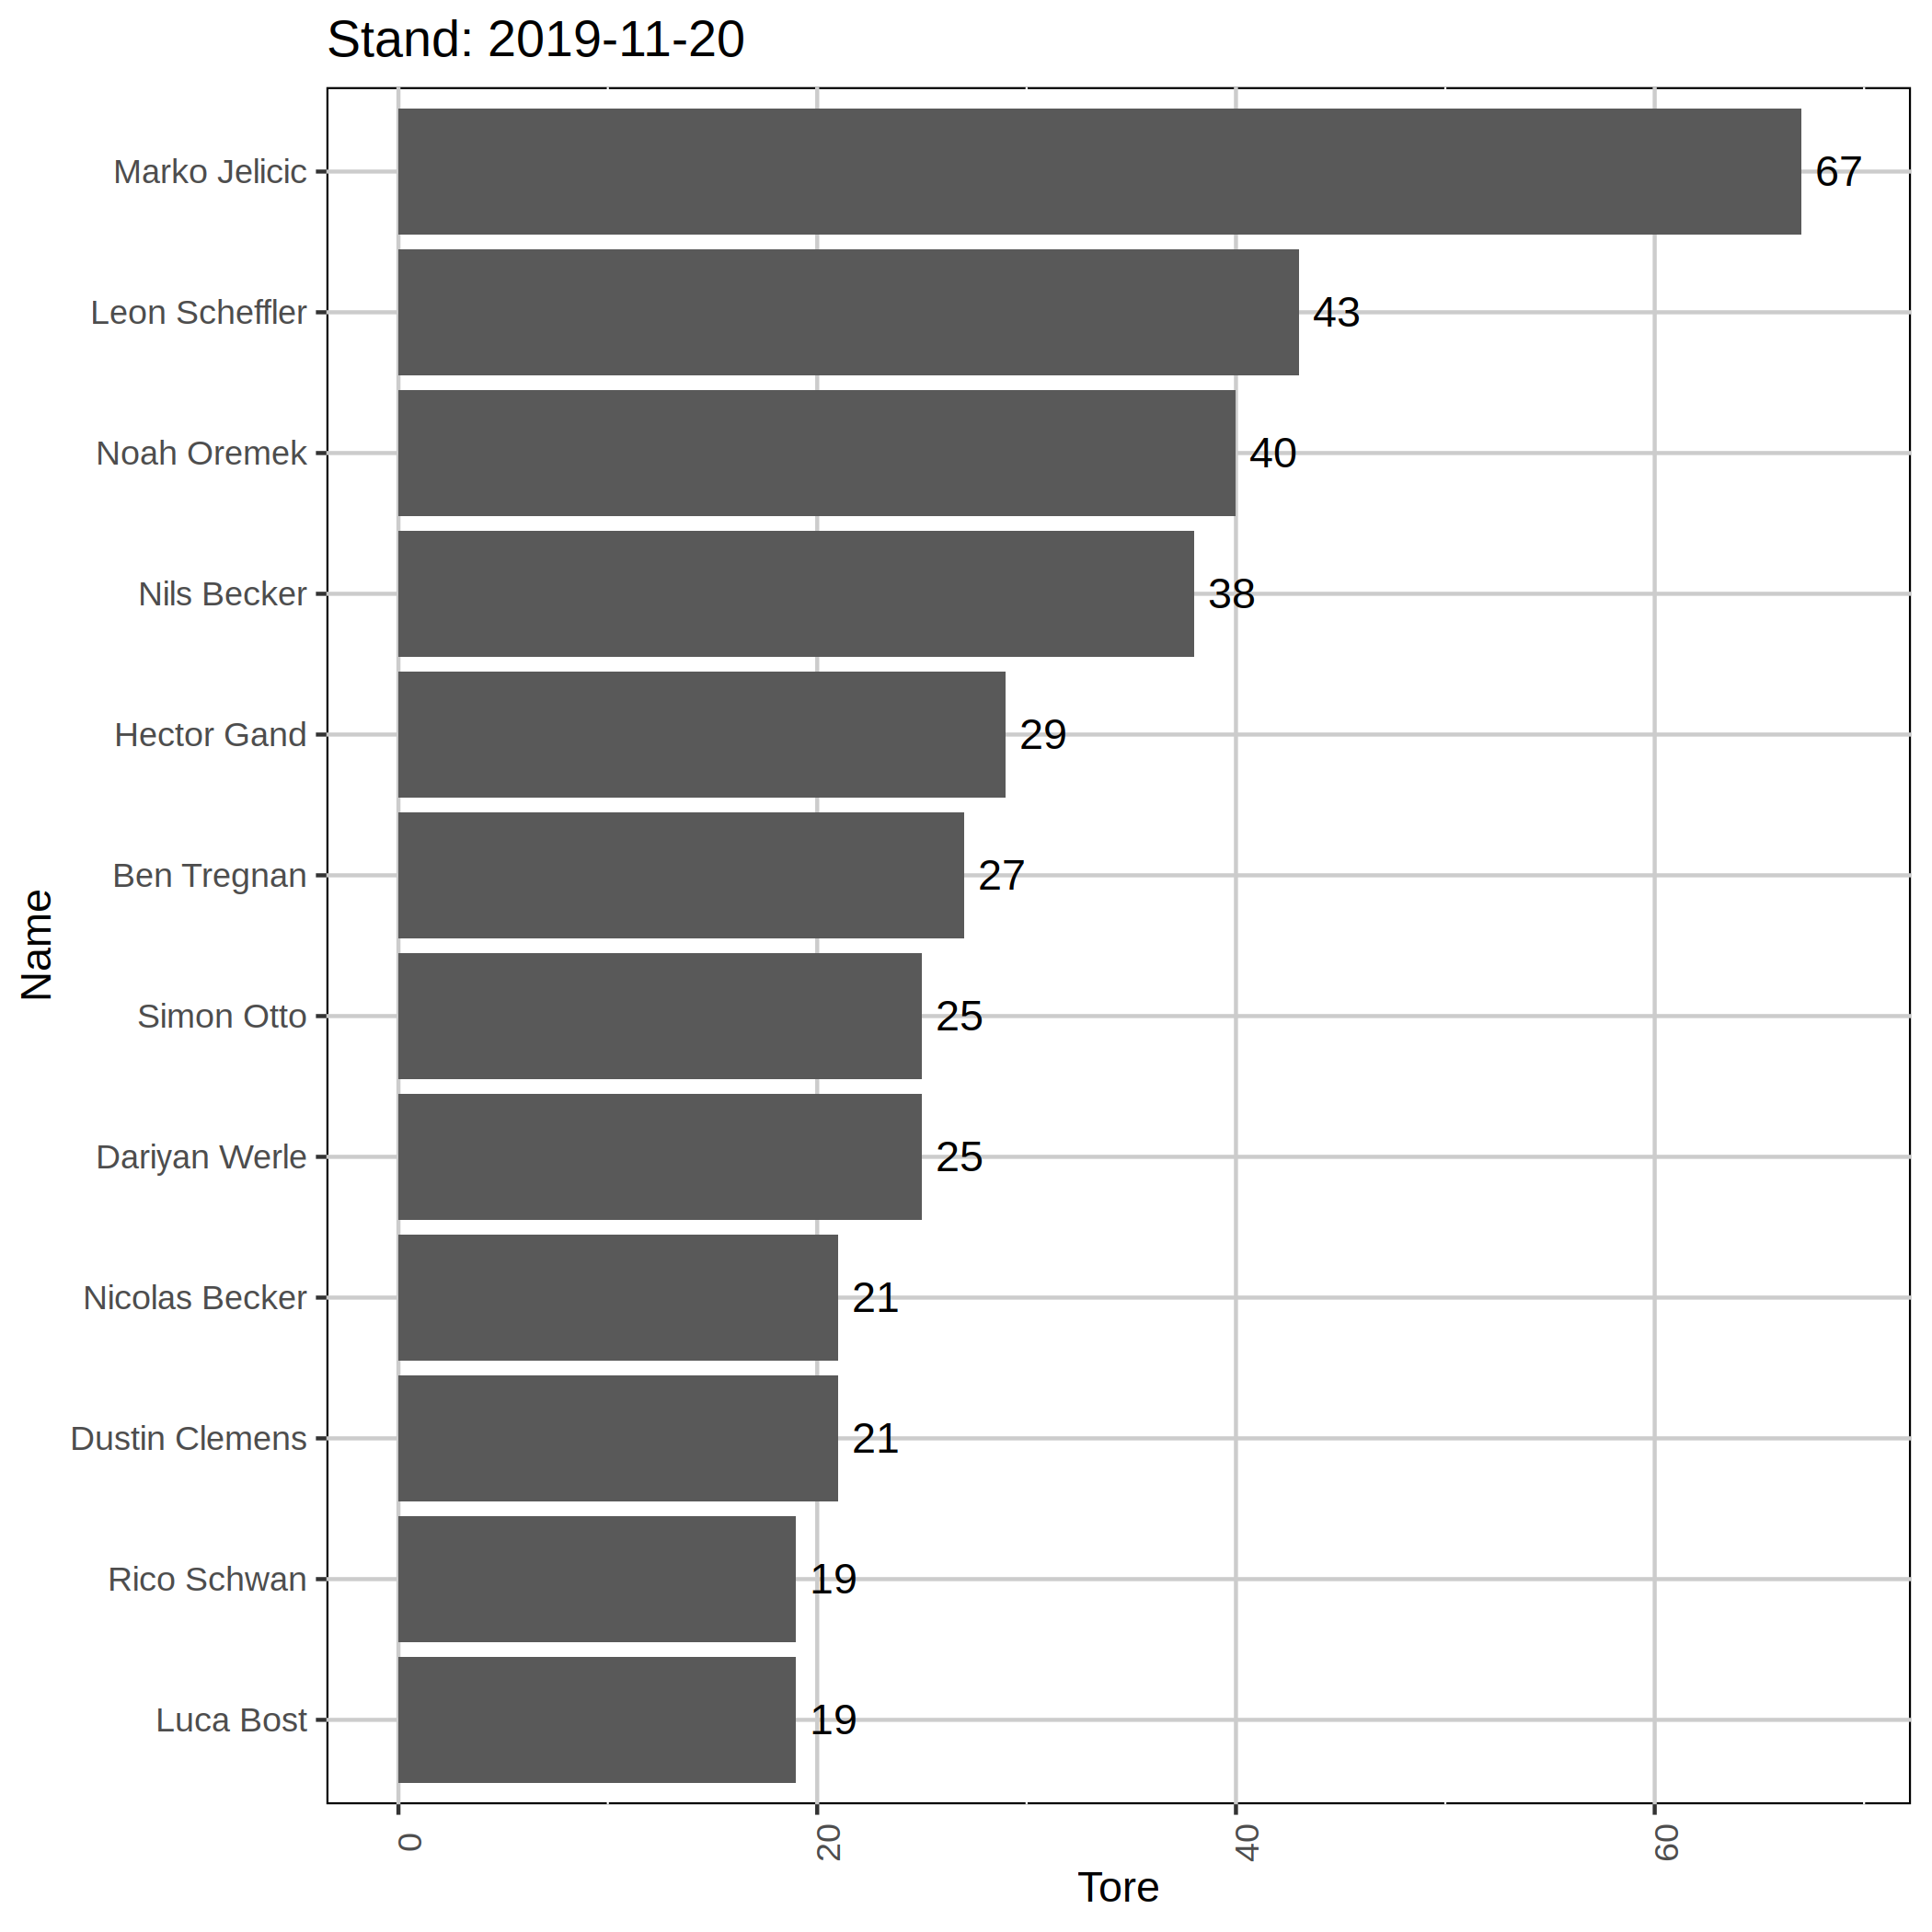 Stand: 2019-11-20
Name
Marko Jelicic 67
Leon Scheffler 43
Noah Oremek 40
Nils Becker 38
Hector Gand 29
Ben Tregnan 27
Simon Otto 25
Dariyan Werle 25
Nicolas Becker 21
Dustin Clemens 21
Rico Schwan 19
Luca Bost 19
0 20 40 60
Tore